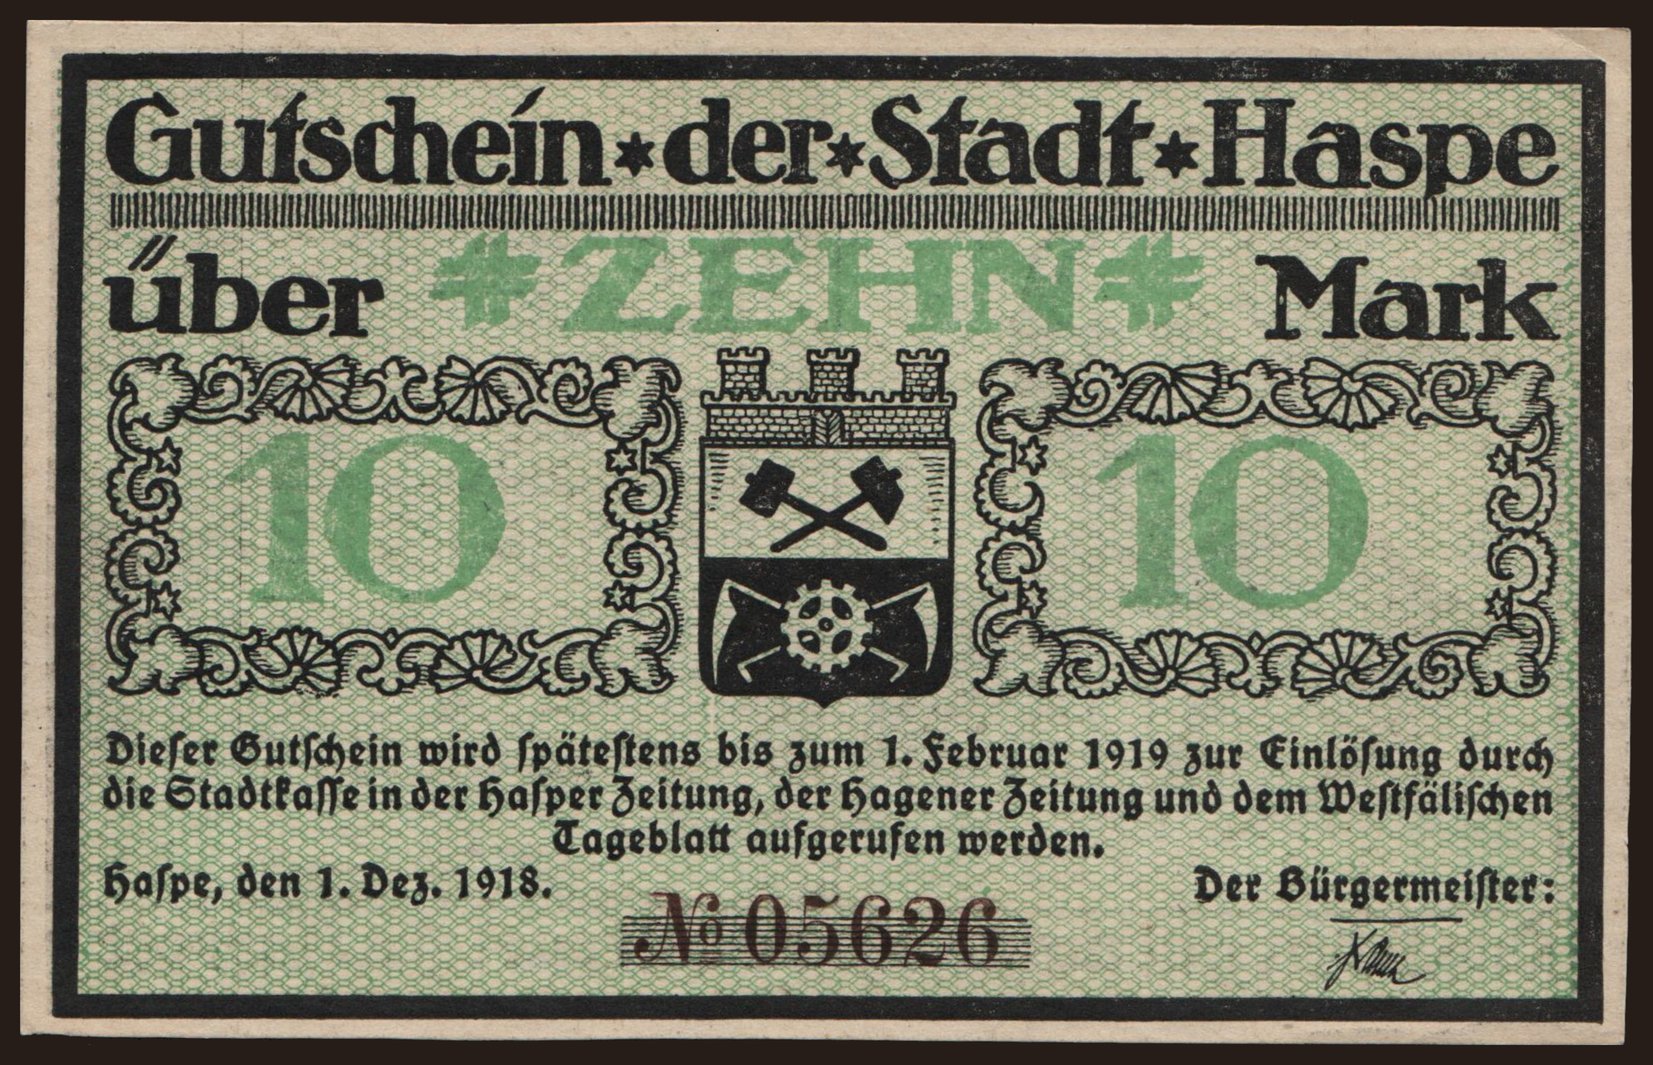 Gutschein * der * Stadt * Haspe
über * ZEHN * Mark
10 10
Dieser Gutschein wird spätestens bis zum 1. Februar 1919 zur Einlösung durch
die Stadtkasse in der Hasper Zeitung, der Hagener Zeitung und dem Westfälischen
Tageblatt aufgerufen werden.
Haspe, den 1. Dez. 1918. Der Bürgermeister:
№ 05626